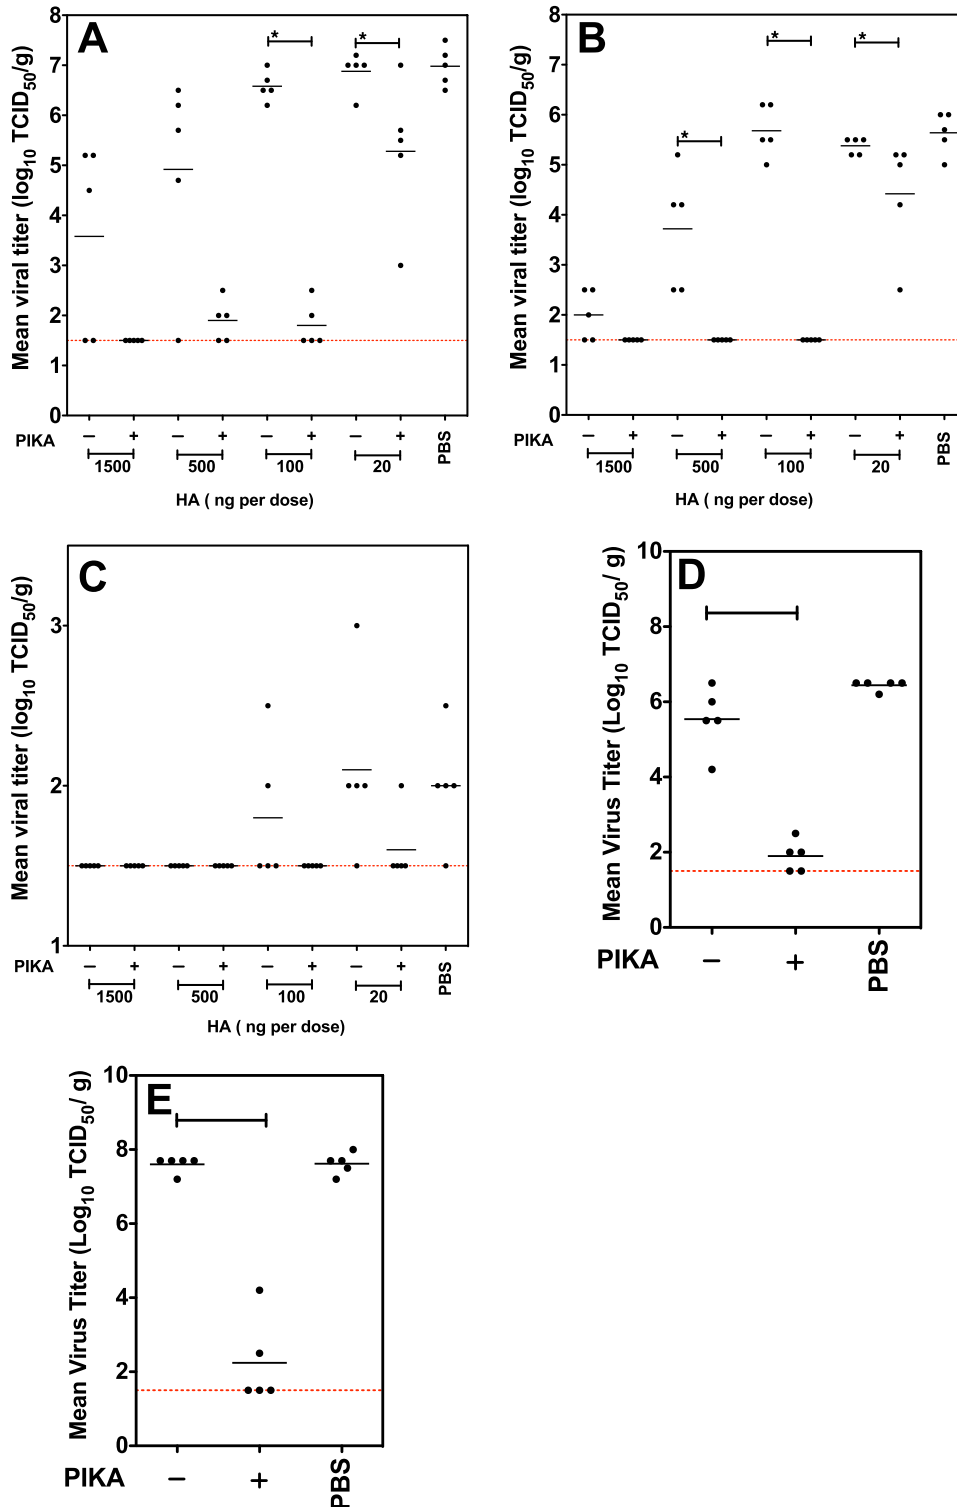 A
Mean viral titer (log10 TCID50/g)
8
7
6
5
4
3
2
1
0
*
*
PIKA – + – + – + – + PBS
1500 500 100 20
HA ( ng per dose)
B
Mean viral titer (log10 TCID50/g)
8
7
6
5
4
3
2
1
0
*
*
*
PIKA – + – + – + – + PBS
1500 500 100 20
HA ( ng per dose)
C
Mean viral titer (log10 TCID50/g)
3
2
1
PIKA – + – + – + – + PBS
1500 500 100 20
HA ( ng per dose)
D
Mean Virus Titer (Log10 TCID50/ g)
10
8
6
4
2
0
PIKA – + PBS
E
Mean Virus Titer (Log10 TCID50/ g)
10
8
6
4
2
0
PIKA – + PBS